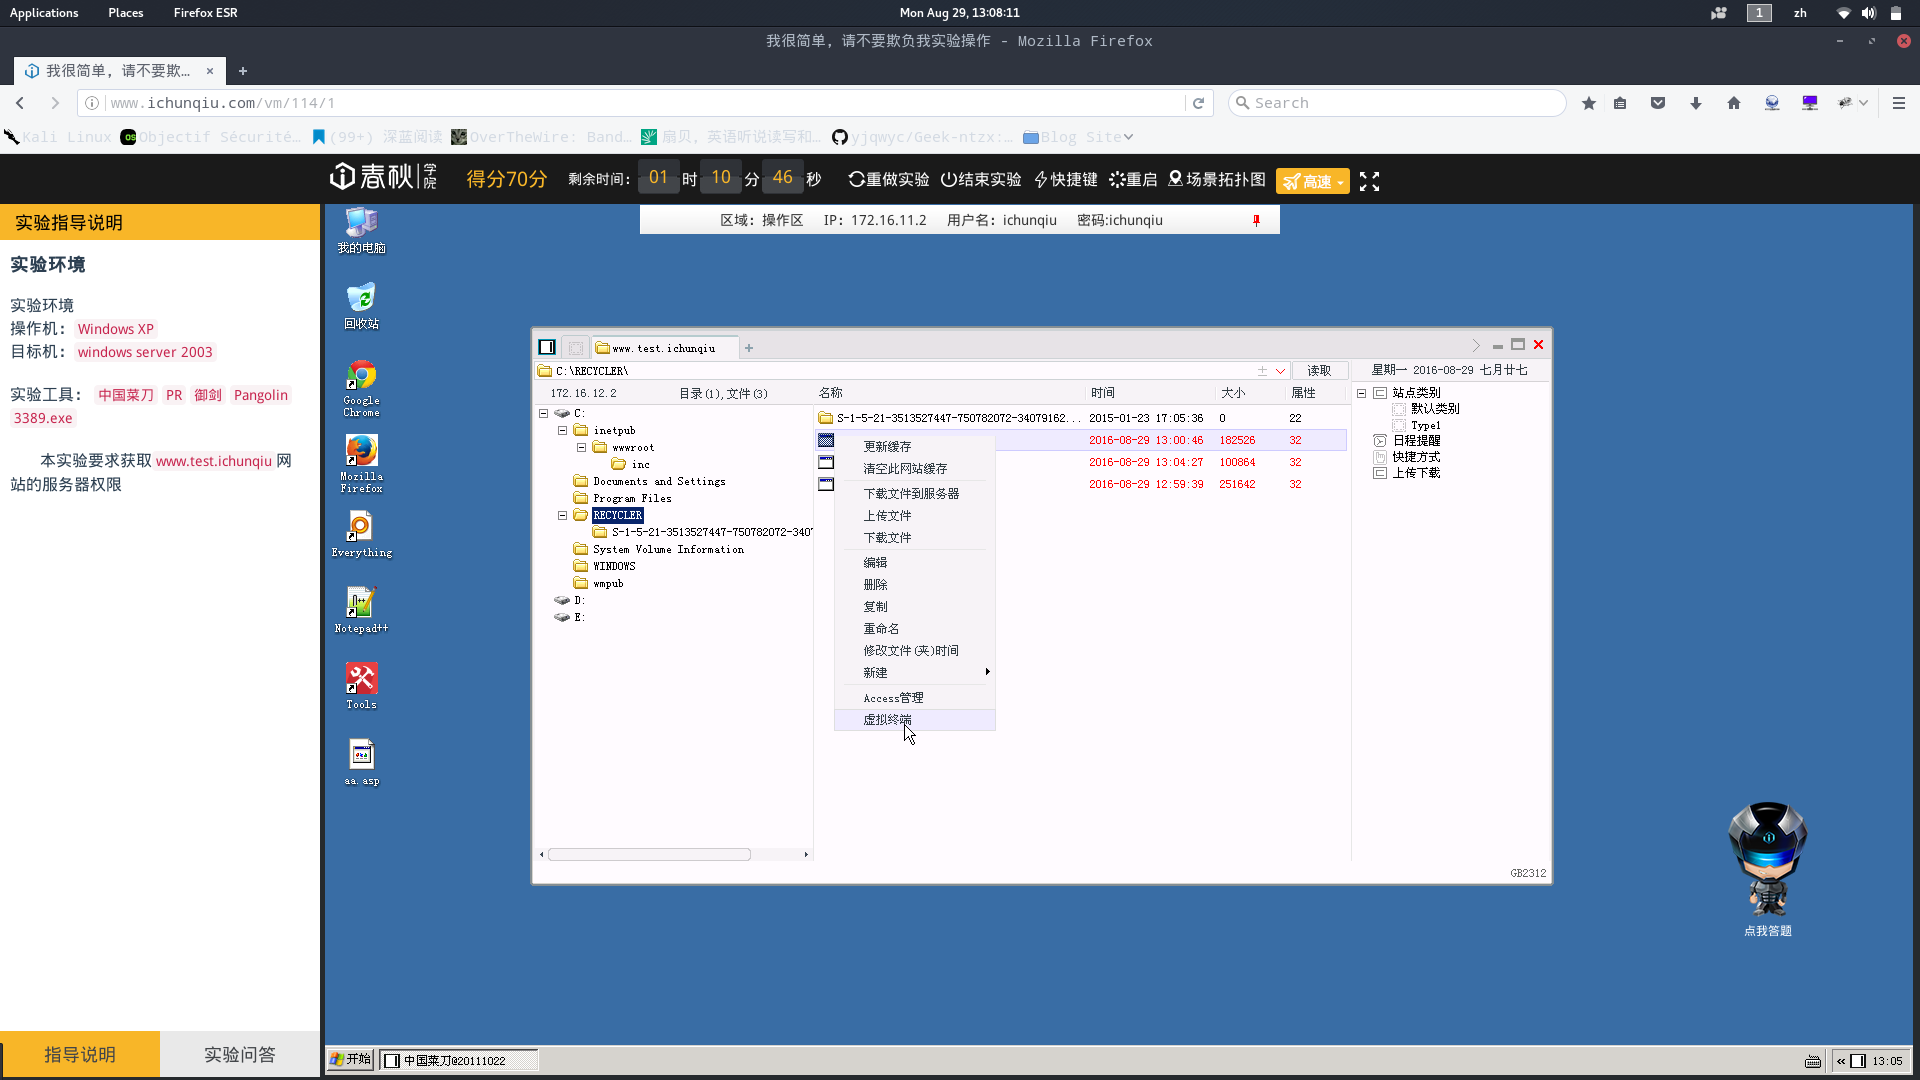 Applications Places Firefox ESR Mon Aug 29, 13:08:11 1 zh
我很简单，请不要欺负我实验操作 - Mozilla Firefox
我很简单，请不要欺...
www.ichunqiu.com/vm/114/1 Search
Kali Linux Objectif Sécurité... (99+) 深蓝阅读 OverTheWire: Band... 扇贝，英语听说读写和... yjqwyc/Geek-ntzx:... Blog Site
春秋 学院 得分70分 剩余时间： 01 时 10 分 46 秒 重做实验 结束实验 快捷键 重启 场景拓扑图 高速
实验指导说明
区域：操作区 IP：172.16.11.2 用户名：ichunqiu 密码:ichunqiu
实验环境
实验环境
操作机： Windows XP
目标机： windows server 2003
实验工具： 中国菜刀 PR 御剑 Pangolin
3389.exe
本实验要求获取 www.test.ichunqiu 网
站的服务器权限
指导说明 实验问答
我的电脑
回收站
Google
Chrome
Mozilla
Firefox
Everything
Notepad++
Tools
aa.asp
www.test.ichunqiu
C:\RECYCLER\ 读取 星期一 2016-08-29 七月廿七
172.16.12.2 目录(1),文件(3) 名称 时间 大小 属性
C:
inetpub
wwwroot
inc
Documents and Settings
Program Files
RECYCLER
S-1-5-21-3513527447-750782072-340
System Volume Information
WINDOWS
wmpub
D:
E:
S-1-5-21-3513527447-750782072-34079162... 2015-01-23 17:05:36 0 22
2016-08-29 13:00:46 182526 32
2016-08-29 13:04:27 100864 32
2016-08-29 12:59:39 251642 32
更新缓存
清空此网站缓存
下载文件到服务器
上传文件
下载文件
编辑
删除
复制
重命名
修改文件(夹)时间
新建
Access管理
虚拟终端
站点类别
默认类别
Type1
日程提醒
快捷方式
上传下载
GB2312
点我答题
开始 中国菜刀@20111022 « 13:05